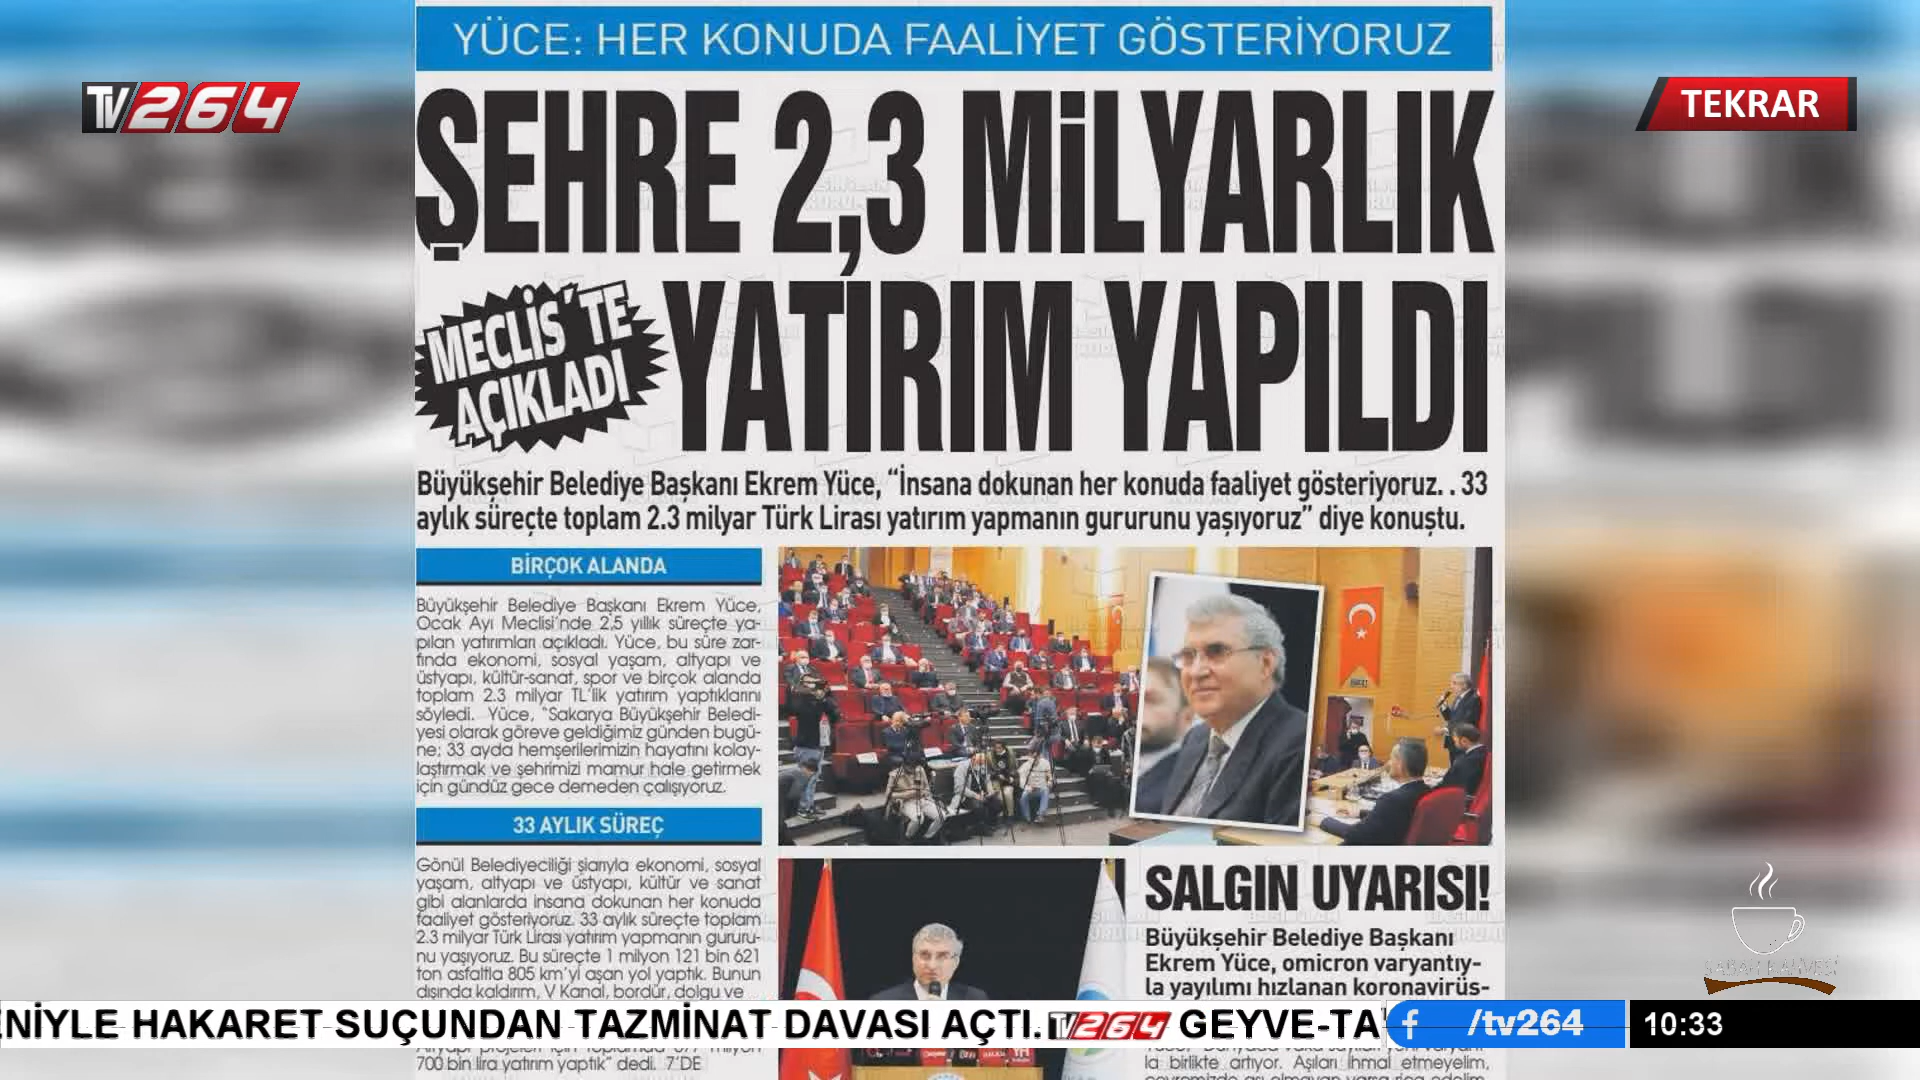 YÜCE: HER KONUDA FAALİYET GÖSTERİYORUZ
TV264
TEKRAR
ŞEHRE 2,3 MİLYARLIK
MECLİS'TE
AÇIKLADI
YATIRIM YAPILDI
Büyükşehir Belediye Başkanı Ekrem Yüce, “İnsana dokunan her konuda faaliyet gösteriyoruz. . 33
aylık süreçte toplam 2.3 milyar Türk Lirası yatırım yapmanın gururunu yaşıyoruz” diye konuştu.
BİRÇOK ALANDA
Büyükşehir Belediye Başkanı Ekrem Yüce,
Ocak Ayı Meclisi'nde 2,5 yıllık süreçte ya-
pılan yatırımları açıkladı. Yüce, bu süre zar-
fında ekonomi, sosyal yaşam, altyapı ve
üstyapı, kültür-sanat, spor ve birçok alanda
toplam 2.3 milyar TL'lik yatırım yaptıklarını
söyledi. Yüce, “Sakarya Büyükşehir Beledi-
yesi olarak göreve geldiğimiz günden bugü-
ne; 33 ayda hemşerilerimizin hayatını kolay-
laştırmak ve şehrimizi mamur hale getirmek
için gündüz gece demeden çalışıyoruz.
33 AYLIK SÜREÇ
Gönül Belediyeciliği şiarıyla ekonomi, sosyal
yaşam, altyapı ve üstyapı, kültür ve sanat
gibi alanlarda insana dokunan her konuda
faaliyet gösteriyoruz. 33 aylık süreçte toplam
2.3 milyar Türk Lirası yatırım yapmanın gururu-
nu yaşıyoruz. Bu süreçte 1 milyon 121 bin 621
ton asfaltla 805 km'yi aşan yol yaptık. Bunun
dışında kaldırım, V Kanal, bordür, dolgu ve
700 bin lira yatırım yaptık” dedi. 7'DE
SALGIN UYARISI!
Büyükşehir Belediye Başkanı
Ekrem Yüce, omicron varyantıy-
la yayılımı hızlanan koronavirüs-
la birlikte artıyor. Aşıları ihmal etmeyelim,
SABAH KAHVESİ
ENİYLE HAKARET SUÇUNDAN TAZMİNAT DAVASI AÇTI. TV264 GEYVE-TA
/tv264
10:33